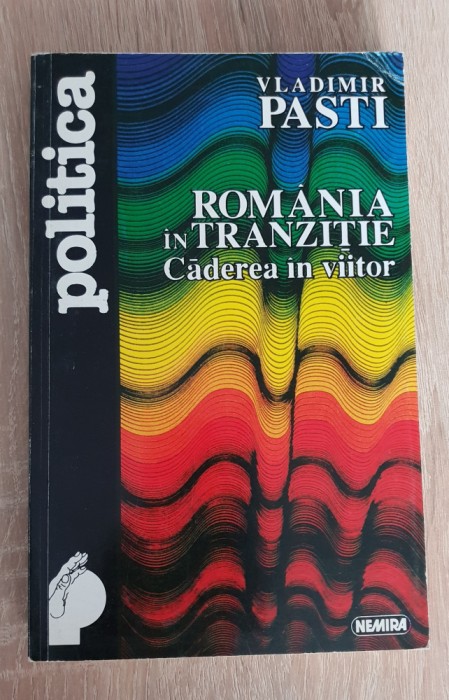 politica
VLADIMIR
PASTI
ROMÂNIA
ÎN TRANZIŢIE
Căderea în viitor
NEMIRA